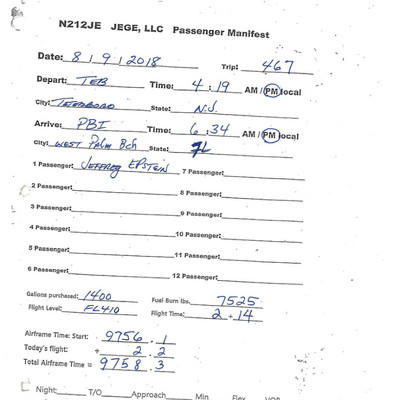 N212JE JEGE, LLC Passenger Manifest
Date: 8 / 9 / 2018 Trip: 467
Depart: TEB Time: 4 : 19 AM / PM local
City: Teterboro State: N.J.
Arrive: PBI Time: 6 : 34 AM / PM local
City: West Palm Bch State: FL
1 Passenger: Jeffrey Epstein 7 Passenger:
2 Passenger: 8 Passenger:
3 Passenger: 9 Passenger:
4 Passenger: 10 Passenger:
5 Passenger: 11 Passenger:
6 Passenger: 12 Passenger:
Gallons purchased: 1400 Fuel Burn lbs. 7525
Flight Level: FL410 Flight Time: 2 + 14
Airframe Time: Start: 9756 . 1
Today's flight: + 2 . 2
Total Airframe Time = 9758 . 3
Night: T/O Approach Min Flex VOR